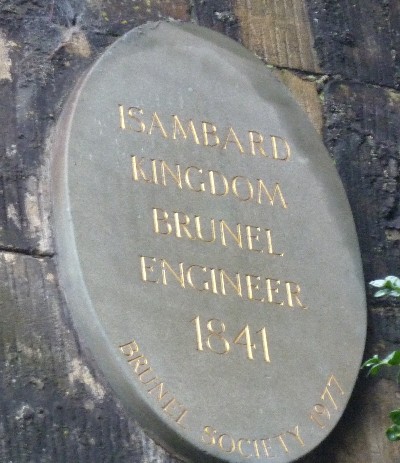 ISAMBARD
KINGDOM
BRUNEL
ENGINEER
1841
BRUNEL SOCIETY 1977